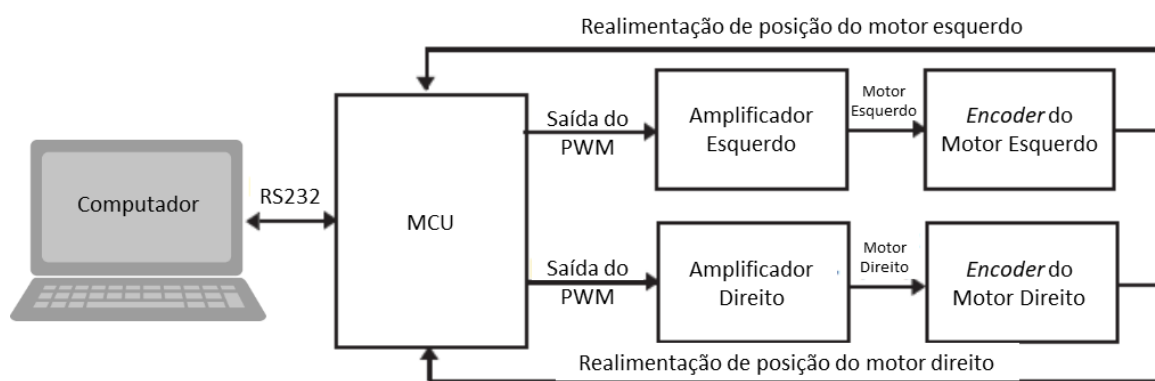 Realimentação de posição do motor esquerdo
Computador
RS232
MCU
Saída do
PWM
Amplificador
Esquerdo
Motor
Esquerdo
Encoder do
Motor Esquerdo
Saída do
PWM
Amplificador
Direito
Motor
Direito
Encoder do
Motor Direito
Realimentação de posição do motor direito